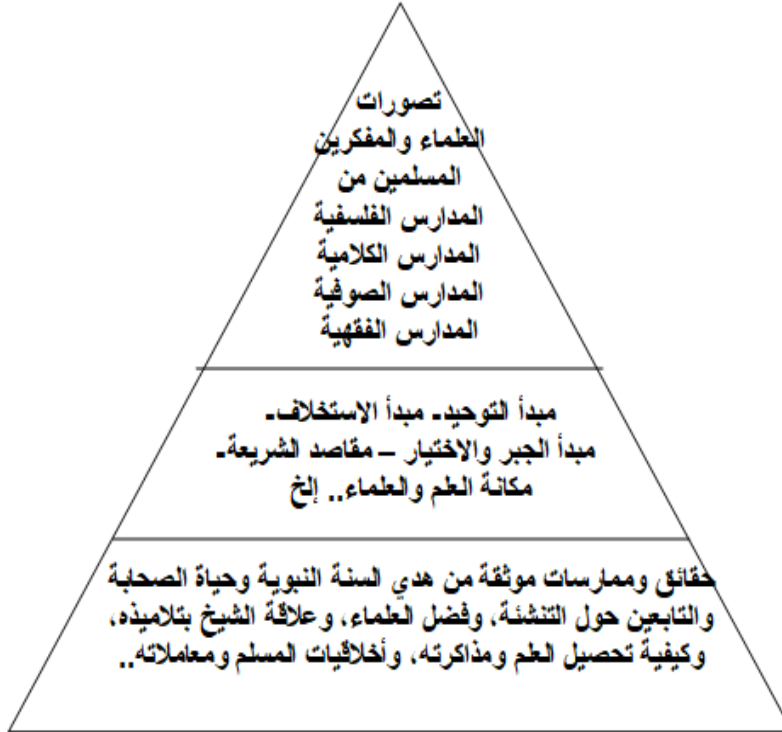 تصورات
العلماء والمفكرين
المسلمين من
المدارس الفلسفية
المدارس الكلامية
المدارس الصوفية
المدارس الفقهية
مبدأ التوحيد- مبدأ الاستخلاف-
مبدأ الجبر والاختيار – مقاصد الشريعة-
مكانة العلم والعلماء.. إلخ
حقائق وممارسات موثقة من هدي السنة النبوية وحياة الصحابة
والتابعين حول التنشئة، وفضل العلماء، وعلاقة الشيخ بتلاميذه،
وكيفية تحصيل العلم ومذاكرته، وأخلاقيات المسلم ومعاملاته..